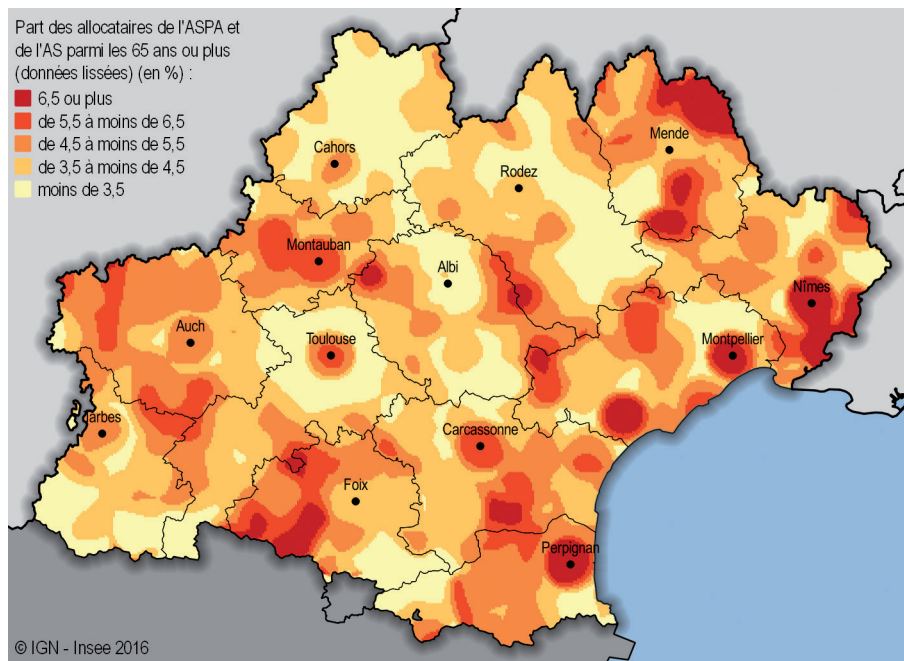 Part des allocataires de l'ASPA et
de l'AS parmi les 65 ans ou plus
(données lissées) (en %) :
6,5 ou plus
de 5,5 à moins de 6,5
de 4,5 à moins de 5,5
de 3,5 à moins de 4,5
moins de 3,5
Mende
Cahors
Rodez
Montauban
Albi
Nîmes
Auch
Toulouse
Montpellier
Tarbes
Carcassonne
Foix
Perpignan
© IGN - Insee 2016